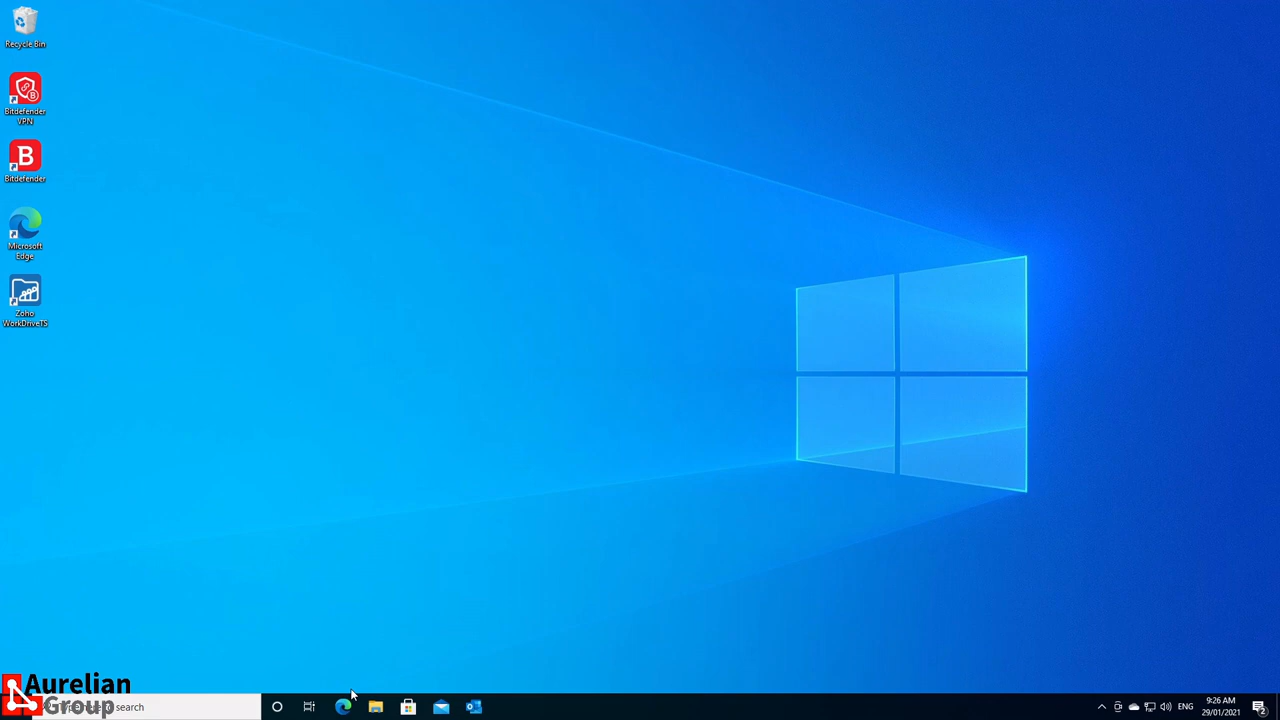 Recycle Bin
Bitdefender
VPN
B
Bitdefender
Microsoft
Edge
Zoho
WorkDriveTS
Aurelian
Group
search
ENG
9:26 AM
29/01/2021
2